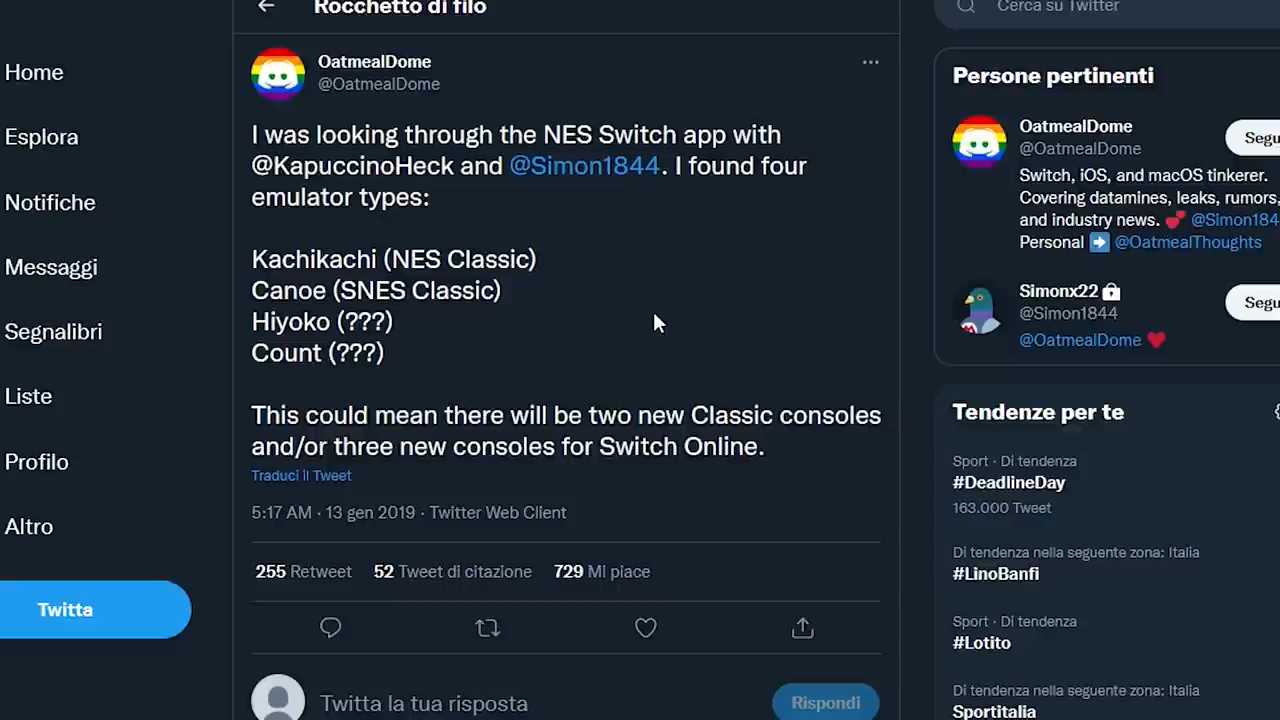 Rocchetto di filo
Cerca su Twitter
Home
Esplora
Notifiche
Messaggi
Segnalibri
Liste
Profilo
Altro
Twitta
OatmealDome
@OatmealDome
I was looking through the NES Switch app with
@KapuccinoHeck and @Simon1844. I found four
emulator types:
Kachikachi (NES Classic)
Canoe (SNES Classic)
Hiyoko (???)
Count (???)
This could mean there will be two new Classic consoles
and/or three new consoles for Switch Online.
Traduci il Tweet
5:17 AM · 13 gen 2019 · Twitter Web Client
255 Retweet 52 Tweet di citazione 729 Mi piace
Twitta la tua risposta
Rispondi
Persone pertinenti
OatmealDome
@OatmealDome
Segu
Switch, iOS, and macOS tinkerer.
Covering datamines, leaks, rumors,
and industry news. 💕 @Simon184
Personal ➡️ @OatmealThoughts
Simonx22
@Simon1844
Segu
@OatmealDome ❤️
Tendenze per te
Sport · Di tendenza
#DeadlineDay
163.000 Tweet
Di tendenza nella seguente zona: Italia
#LinoBanfi
Sport · Di tendenza
#Lotito
Di tendenza nella seguente zona: Italia
Sportitalia